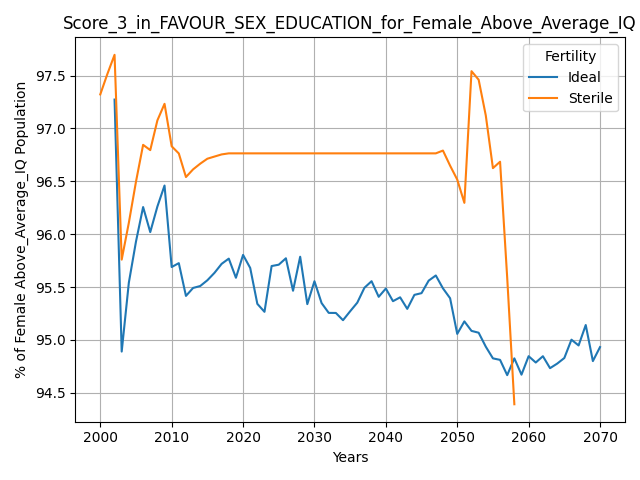 Score_3_in_FAVOUR_SEX_EDUCATION_for_Female_Above_Average_IQ
Fertility
Ideal
Sterile
% of Female Above_Average_IQ Population
97.5
97.0
96.5
96.0
95.5
95.0
94.5
2000 2010 2020 2030 2040 2050 2060 2070
Years